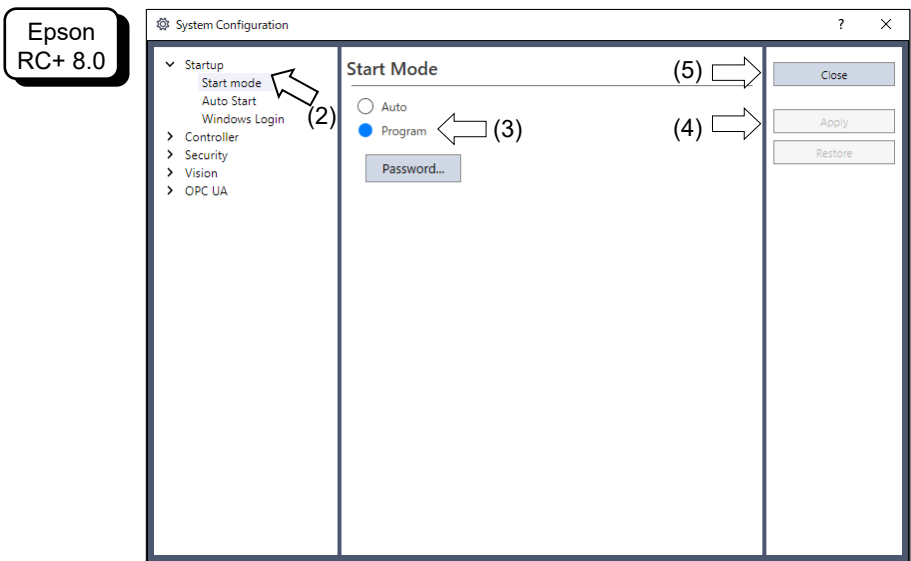 Epson
RC+ 8.0
System Configuration
?
Startup
Start mode
Auto Start
Windows Login
Controller
Security
Vision
OPC UA
(2)
Start Mode
Auto
Program
(3)
Password...
(5)
Close
(4)
Apply
Restore